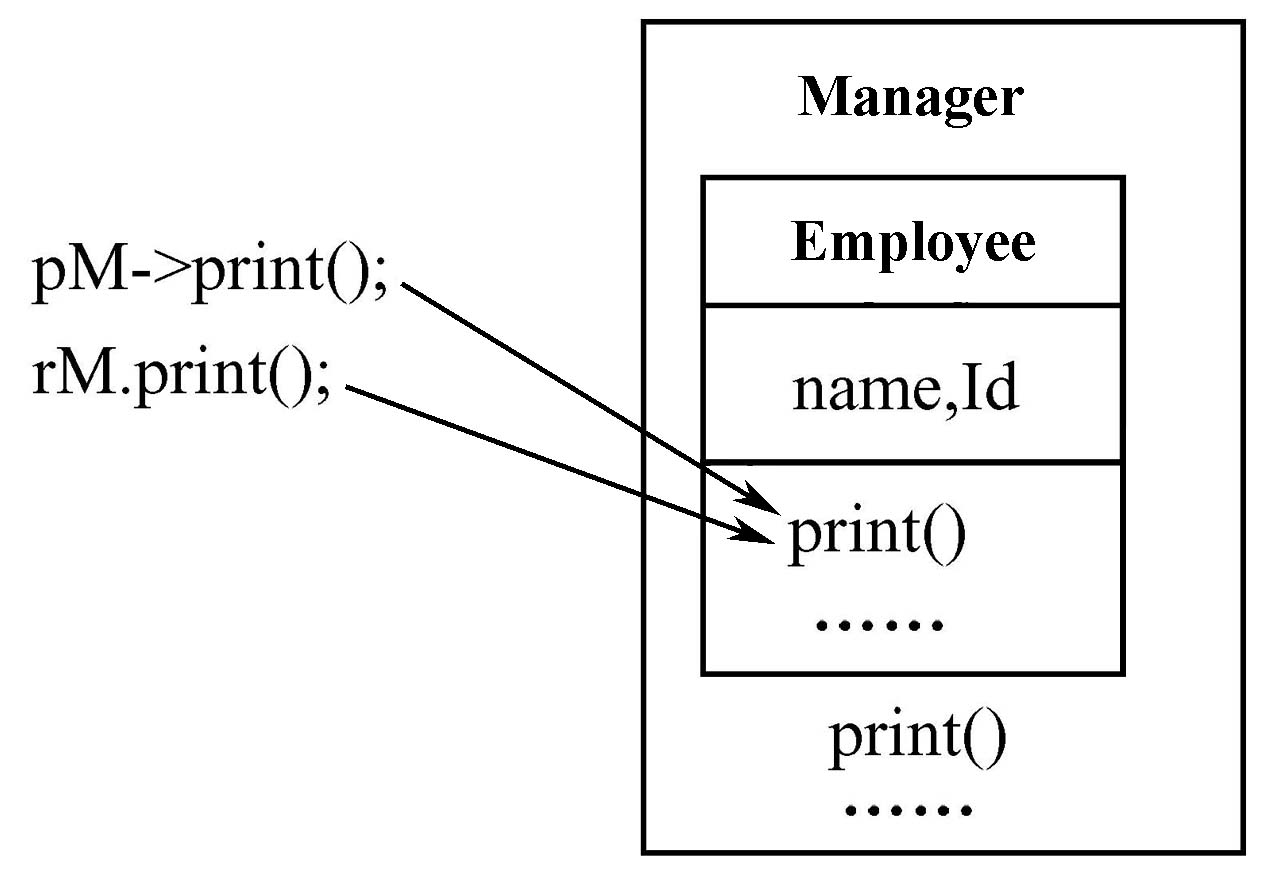 Manager
Employee
pM->print();
rM.print();
name,Id
print()
……
print()
……